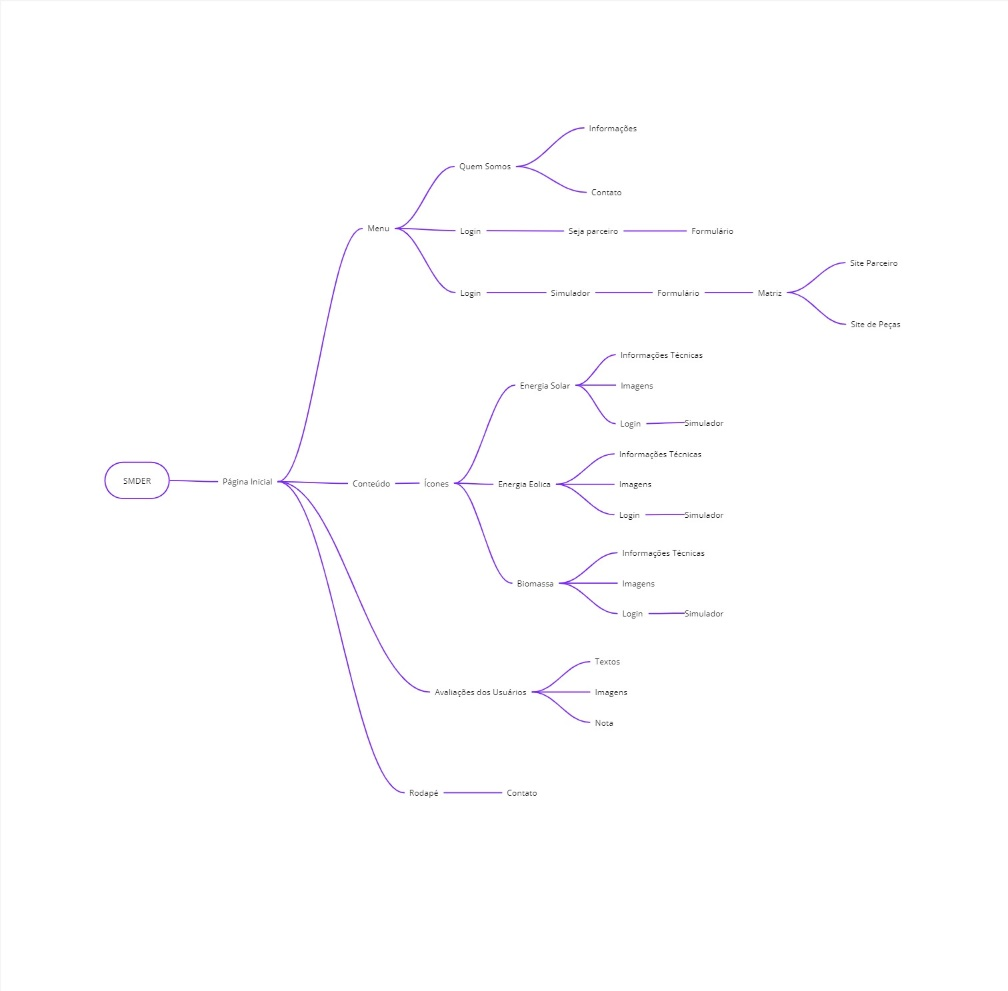 Informações
Quem Somos
Contato
Menu
Login
Seja parceiro
Formulário
Site Parceiro
Login
Simulador
Formulário
Matriz
Site de Peças
Informações Técnicas
Energia Solar
Imagens
Login
Simulador
Informações Técnicas
SMDER
Página Inicial
Conteúdo
Ícones
Energia Eolica
Imagens
Login
Simulador
Informações Técnicas
Biomassa
Imagens
Login
Simulador
Textos
Avaliações dos Usuários
Imagens
Nota
Rodapé
Contato